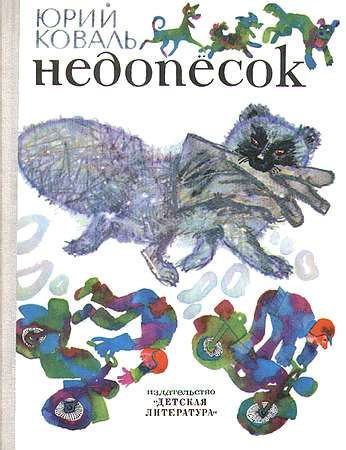 ЮРИЙ
КОВАЛЬ
недопёсок
ИЗДАТЕЛЬСТВО
"ДЕТСКАЯ
ЛИТЕРАТУРА"